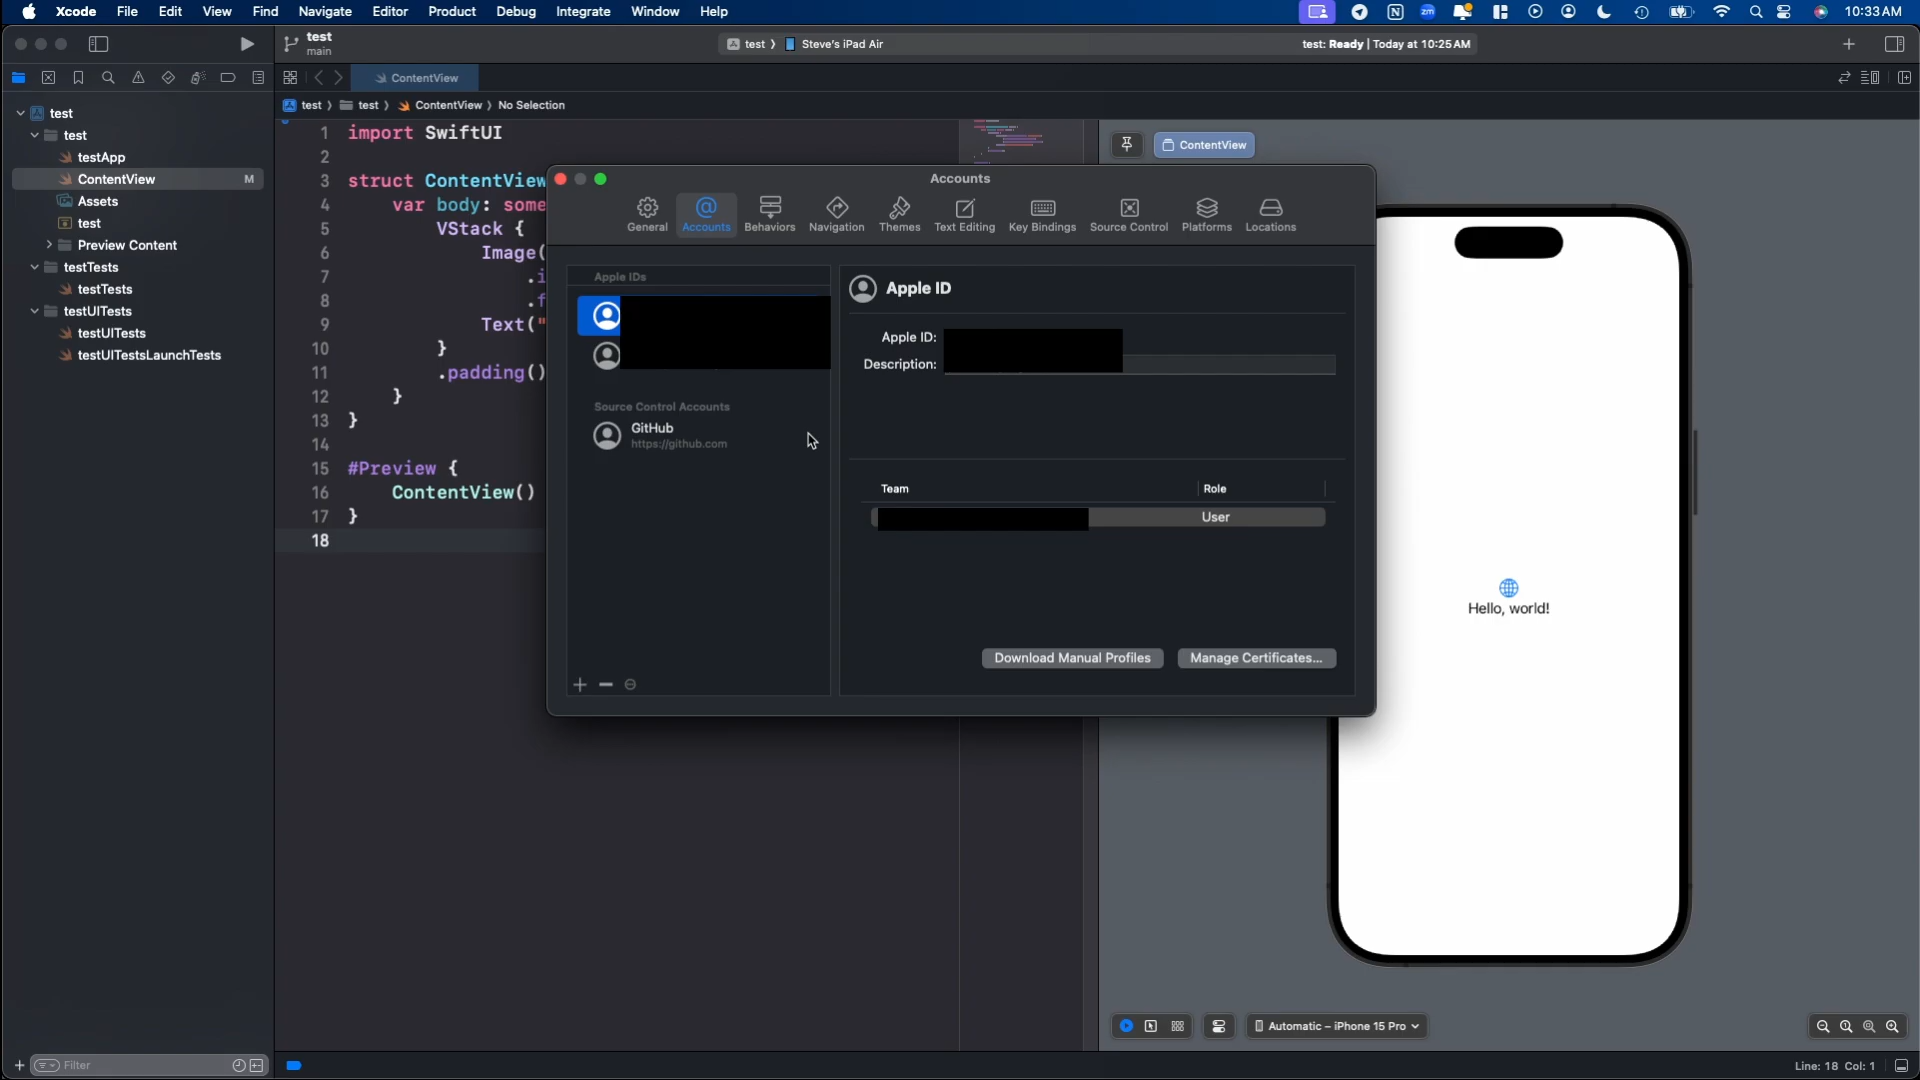 Xcode File Edit View Find Navigate Editor Product Debug Integrate Window Help
zm
10:33 AM
test
main
test 〉 Steve's iPad Air
test: Ready | Today at 10:25 AM
ContentView
test 〉 test 〉 ContentView 〉 No Selection
test
test
testApp
ContentView M
Assets
test
Preview Content
testTests
testTests
testUITests
testUITests
testUITestsLaunchTests
1 import SwiftUI
2
3 struct ContentView
4 var body: some
5 VStack {
6 Image(
7 .i
8 .f
9 Text("
10 }
11 .padding()
12 }
13 }
14
15 #Preview {
16 ContentView()
17 }
18
Accounts
General Accounts Behaviors Navigation Themes Text Editing Key Bindings Source Control Platforms Locations
Apple IDs
Source Control Accounts
GitHub
https://github.com
Apple ID
Apple ID:
Description:
Team Role
User
Download Manual Profiles Manage Certificates...
ContentView
Hello, world!
Automatic – iPhone 15 Pro
Filter
Line: 18 Col: 1